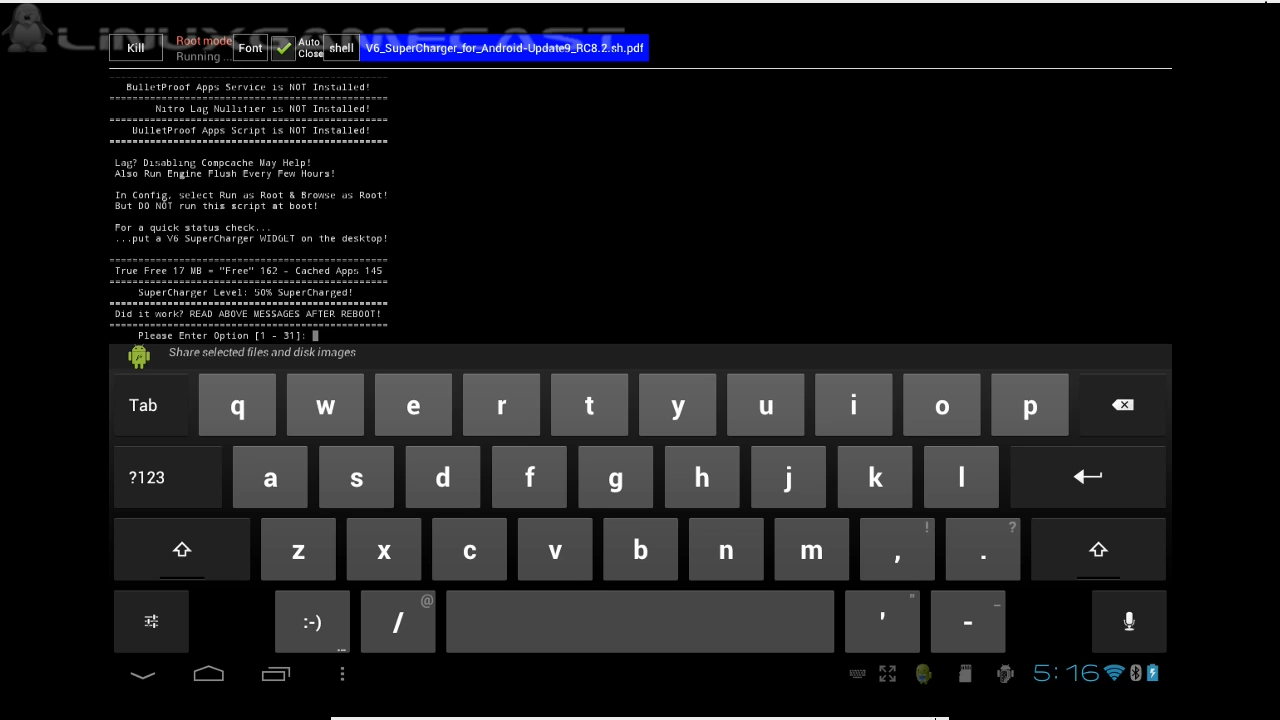 LINUXGAMECAST
Kill
Root mode
Running ...
Font
Auto
Close
shell
V6_SuperCharger_for_Android-Update9_RC8.2.sh.pdf
BulletProof Apps Service is NOT Installed!
================================================
Nitro Lag Nullifier is NOT Installed!
================================================
BulletProof Apps Script is NOT Installed!
================================================
Lag? Disabling Compcache May Help!
Also Run Engine Flush Every Few Hours!
In Config, select Run as Root & Browse as Root!
But DO NOT run this script at boot!
For a quick status check...
...put a V6 SuperCharger WIDGET on the desktop!
================================================
True Free 17 MB = "Free" 162 - Cached Apps 145
================================================
SuperCharger Level: 50% SuperCharged!
================================================
Did it work? READ ABOVE MESSAGES AFTER REBOOT!
================================================
Please Enter Option [1 - 31]:
Share selected files and disk images
Tab q w e r t y u i o p
?123 a s d f g h j k l
z x c v b n m , ! . ?
:-) ... / @ ' " - _
5:16